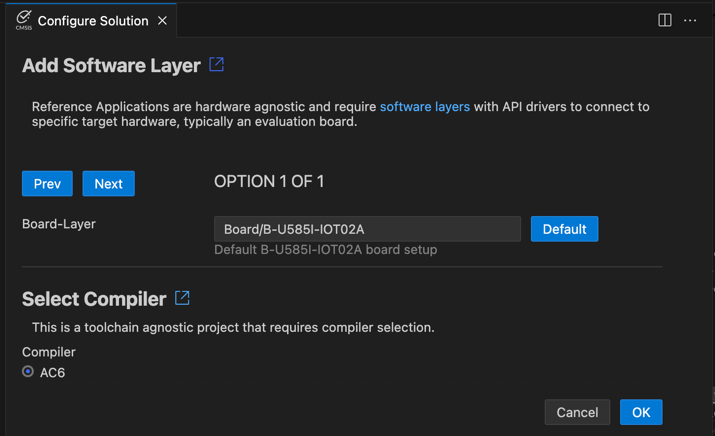 CMSIS
Configure Solution
Add Software Layer
Reference Applications are hardware agnostic and require software layers with API drivers to connect to
specific target hardware, typically an evaluation board.
Prev Next OPTION 1 OF 1
Board-Layer Board/B-U585I-IOT02A Default
Default B-U585I-IOT02A board setup
Select Compiler
This is a toolchain agnostic project that requires compiler selection.
Compiler
AC6
Cancel OK